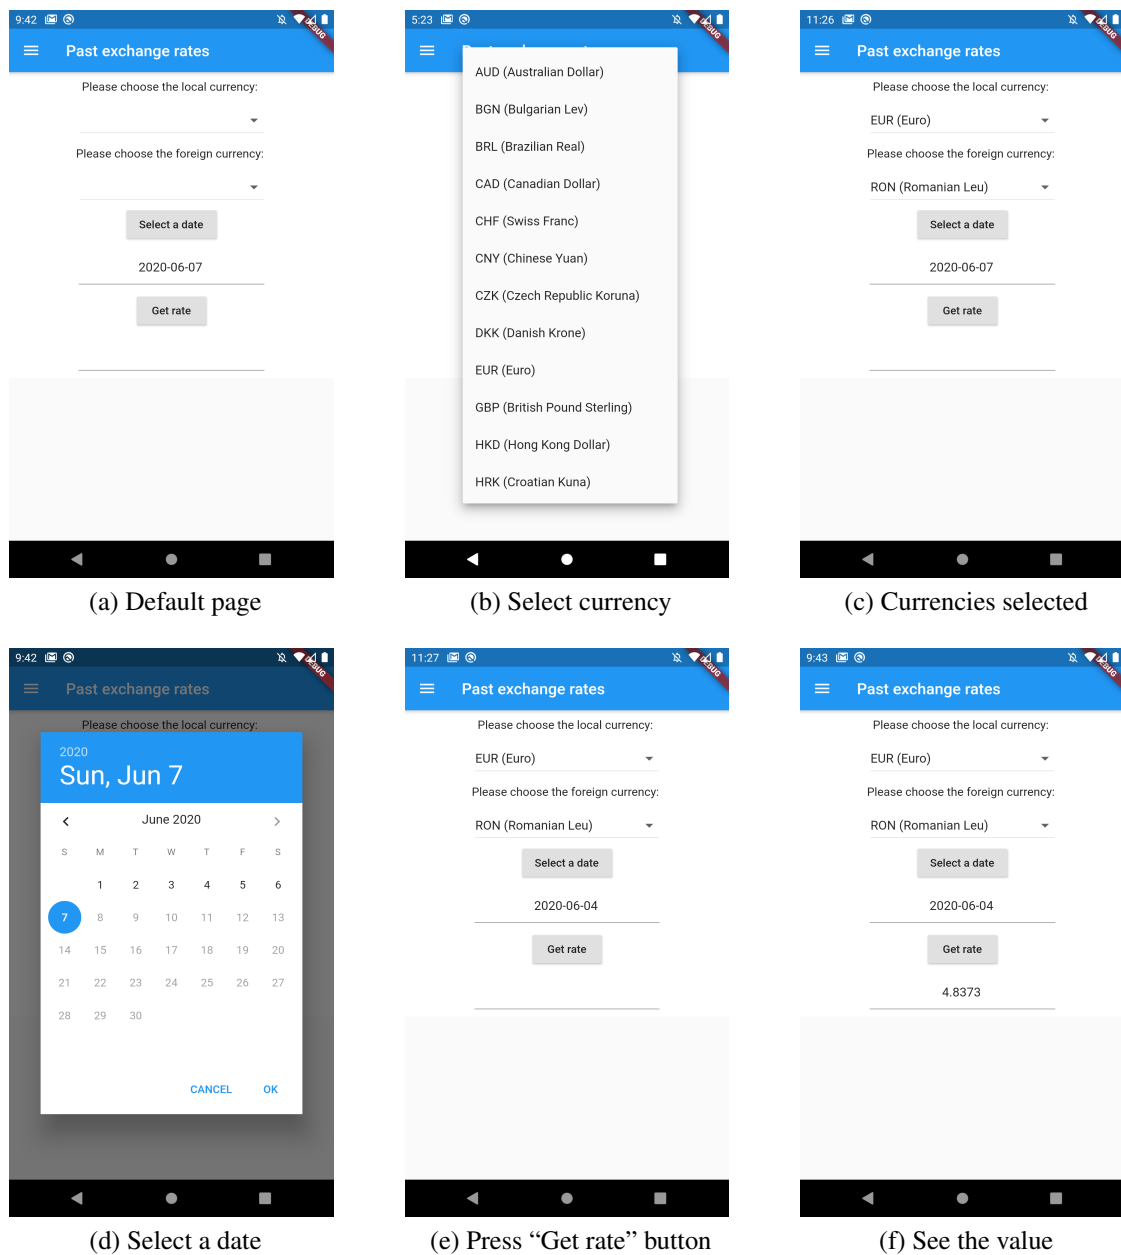 9:42
DEBUG
Past exchange rates
Please choose the local currency:
Please choose the foreign currency:
Select a date
2020-06-07
Get rate
(a) Default page
5:23
DEBUG
AUD (Australian Dollar)
BGN (Bulgarian Lev)
BRL (Brazilian Real)
CAD (Canadian Dollar)
CHF (Swiss Franc)
CNY (Chinese Yuan)
CZK (Czech Republic Koruna)
DKK (Danish Krone)
EUR (Euro)
GBP (British Pound Sterling)
HKD (Hong Kong Dollar)
HRK (Croatian Kuna)
(b) Select currency
11:26
DEBUG
Past exchange rates
Please choose the local currency:
EUR (Euro)
Please choose the foreign currency:
RON (Romanian Leu)
Select a date
2020-06-07
Get rate
(c) Currencies selected
9:42
DEBUG
Past exchange rates
Please choose the local currency:
2020
Sun, Jun 7
June 2020
S M T W T F S
1 2 3 4 5 6
7 8 9 10 11 12 13
14 15 16 17 18 19 20
21 22 23 24 25 26 27
28 29 30
CANCEL OK
(d) Select a date
11:27
DEBUG
Past exchange rates
Please choose the local currency:
EUR (Euro)
Please choose the foreign currency:
RON (Romanian Leu)
Select a date
2020-06-04
Get rate
(e) Press “Get rate” button
9:43
DEBUG
Past exchange rates
Please choose the local currency:
EUR (Euro)
Please choose the foreign currency:
RON (Romanian Leu)
Select a date
2020-06-04
Get rate
4.8373
(f) See the value